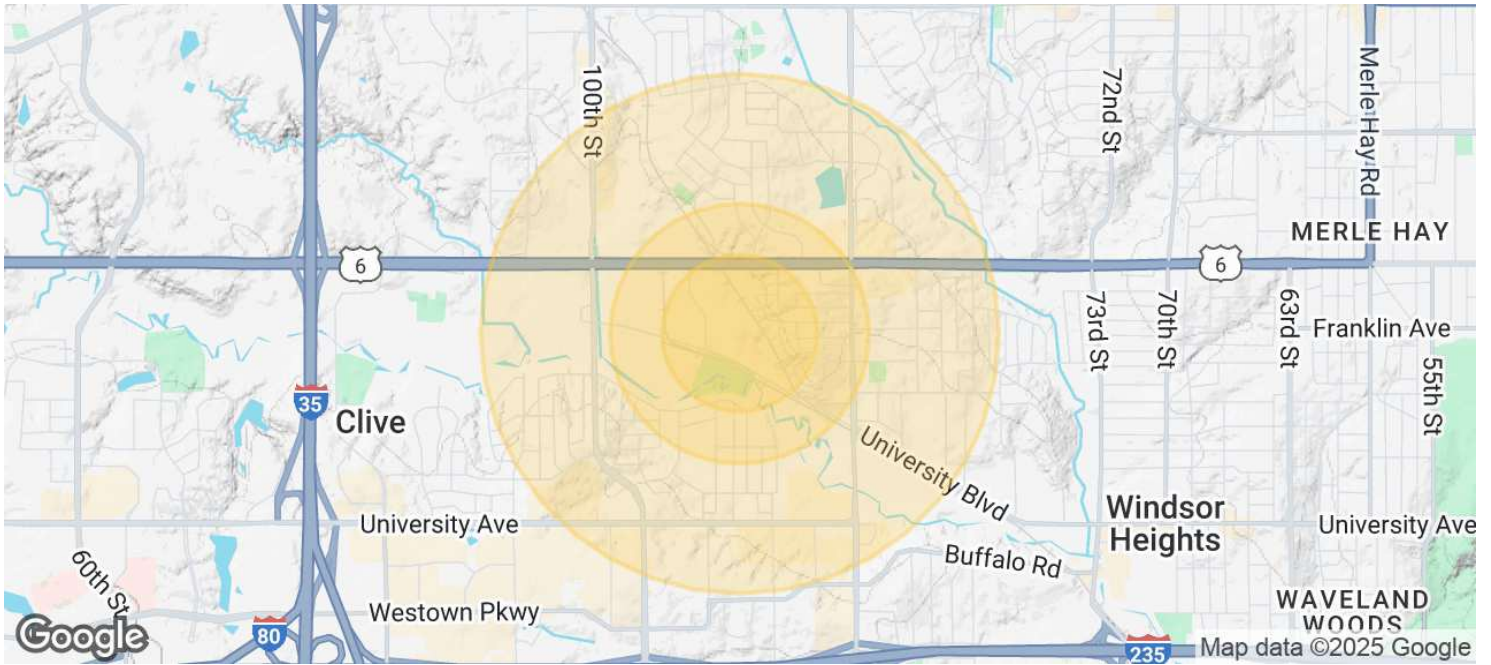 100th St
72nd St
Merle Hay Rd
MERLE HAY
6
6
73rd St
70th St
63rd St
Franklin Ave
55th St
35
Clive
University Blvd
Windsor
Heights
University Ave
University Ave
Buffalo Rd
60th St
Westown Pkwy
WAVELAND
WOODS
Google
80
235
Map data ©2025 Google